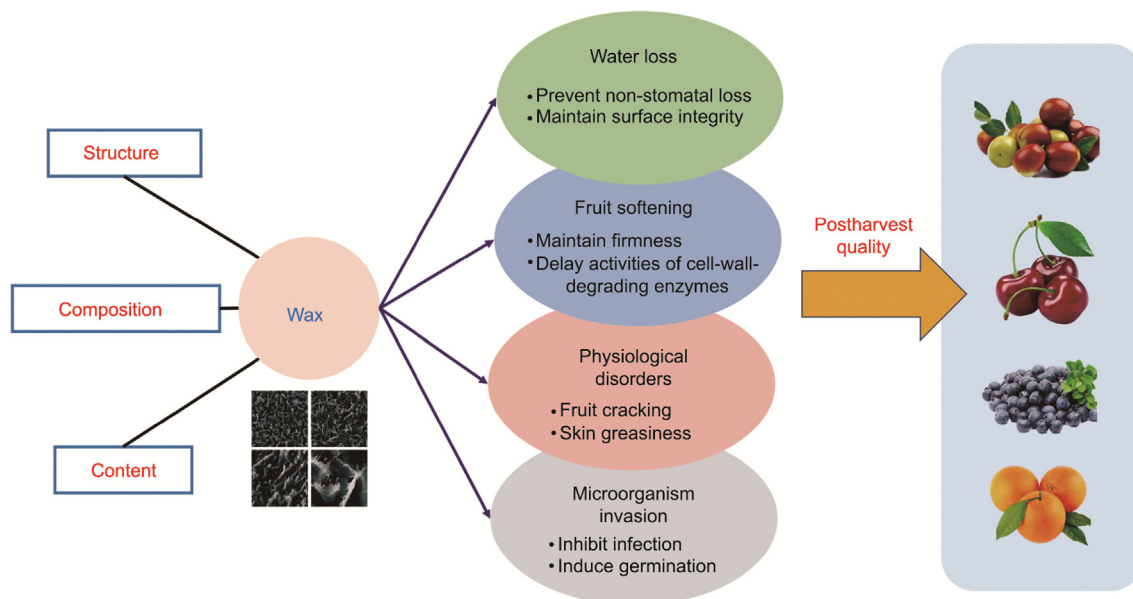 Structure
Composition
Content
Wax
Water loss
• Prevent non-stomatal loss
• Maintain surface integrity
Fruit softening
• Maintain firmness
• Delay activities of cell-wall-
degrading enzymes
Physiological
disorders
• Fruit cracking
• Skin greasiness
Microorganism
invasion
• Inhibit infection
• Induce germination
Postharvest
quality